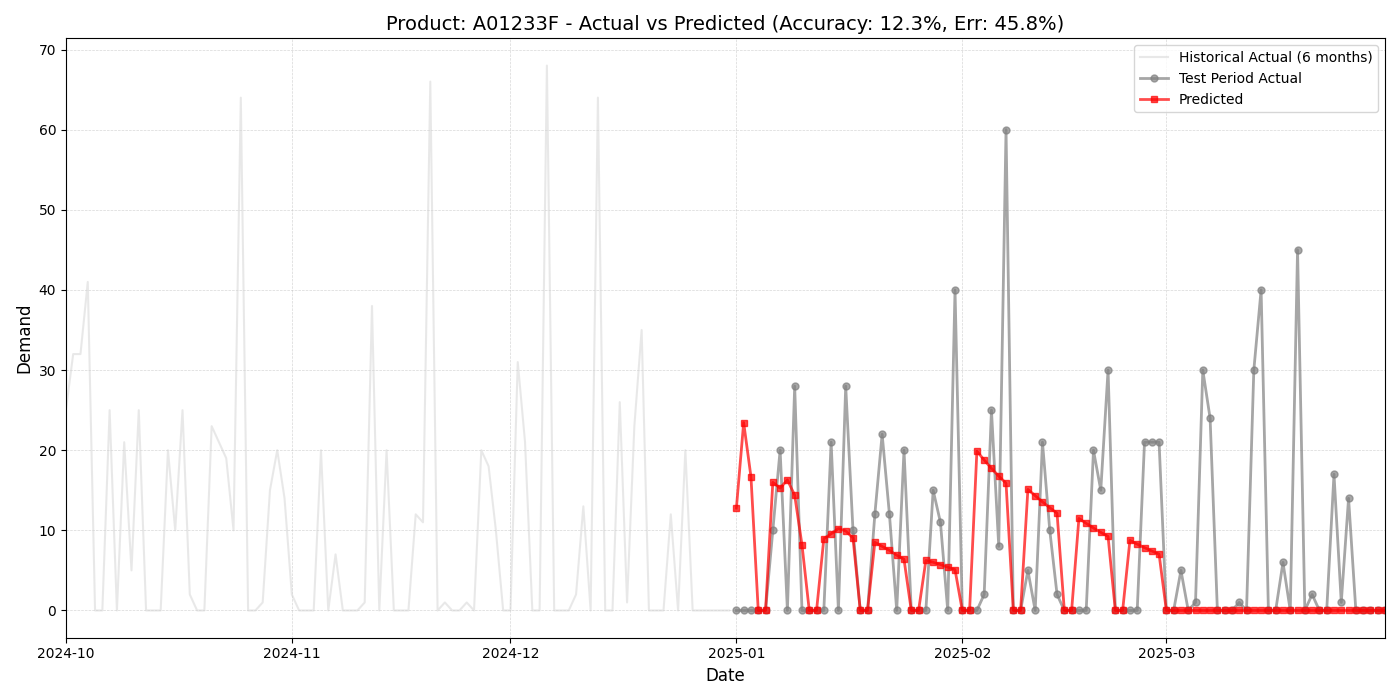 Product: A01233F - Actual vs Predicted (Accuracy: 12.3%, Err: 45.8%)
Historical Actual (6 months)
Test Period Actual
Predicted
Demand
70
60
50
40
30
20
10
0
2024-10 2024-11 2024-12 2025-01 2025-02 2025-03
Date